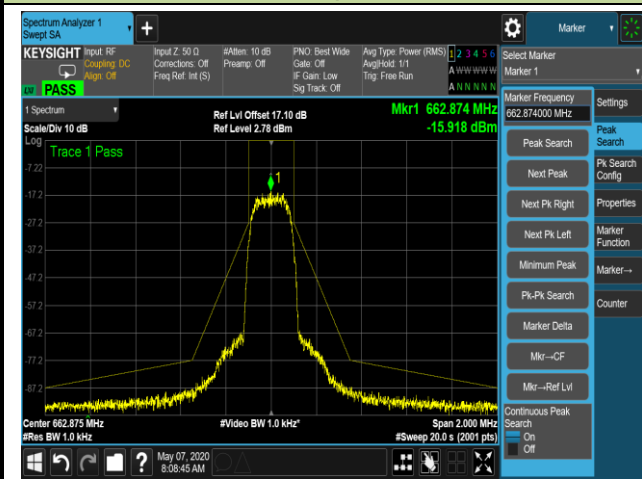 Spectrum Analyzer 1
Swept SA
+
Marker
KEYSIGHT
Input: RF
Coupling: DC
Align: Off
Input Z: 50 Ω
Corrections: Off
Freq Ref: Int (S)
#Atten: 10 dB
Preamp: Off
PNO: Best Wide
Gate: Off
IF Gain: Low
Sig Track: Off
Avg Type: Power (RMS)
Avg|Hold: 1/1
Trig: Free Run
1 2 3 4 5 6
A W W W W W
A N N N N N
LXI
PASS
Select Marker
Marker 1
1 Spectrum
Scale/Div 10 dB
Ref Lvl Offset 17.10 dB
Ref Level 2.78 dBm
Mkr1 662.874 MHz
-15.918 dBm
Log
Trace 1 Pass
1
-7.22
-17.2
-27.2
-37.2
-47.2
-57.2
-67.2
-77.2
-87.2
Center 662.875 MHz
#Res BW 1.0 kHz
#Video BW 1.0 kHz*
Span 2.000 MHz
#Sweep 20.0 s (2001 pts)
Marker Frequency
662.874000 MHz
Peak Search
Next Peak
Next Pk Right
Next Pk Left
Minimum Peak
Pk-Pk Search
Marker Delta
Mkr→CF
Mkr→Ref Lvl
Continuous Peak
Search
On
Off
Settings
Peak
Search
Pk Search
Config
Properties
Marker
Function
Marker→
Counter
?
May 07, 2020
8:08:45 AM